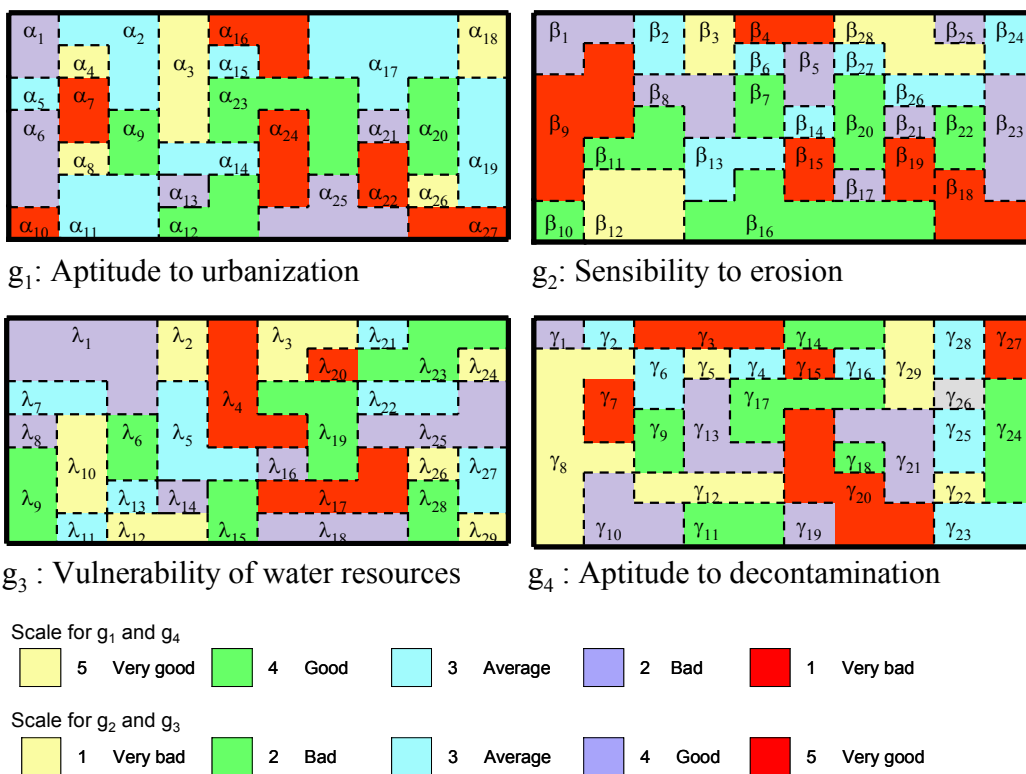 α1 α2 α3 α16 α17 α18
α4 α15
α5 α7 α23
α6 α9 α24 α21 α20
α8 α14 α19
α13 α25 α22 α26
α10 α11 α12 α27
g1: Aptitude to urbanization
β1 β2 β3 β4 β28 β25 β24
β6 β5 β27
β8 β7 β26
β9 β14 β20 β21 β22 β23
β11 β13 β15 β19
β17 β18
β10 β12 β16
g2: Sensibility to erosion
λ1 λ2 λ3 λ21
λ20 λ23 λ24
λ7 λ4 λ22
λ8 λ6 λ5 λ19 λ25
λ10 λ16 λ26 λ27
λ9 λ13 λ14 λ17 λ28
λ11 λ12 λ15 λ18 λ29
g3 : Vulnerability of water resources
γ1 γ2 γ3 γ14 γ28 γ27
γ6 γ5 γ4 γ15 γ16 γ29
γ7 γ17 γ26
γ9 γ13 γ25 γ24
γ8 γ18 γ21
γ12 γ20 γ22
γ10 γ11 γ19 γ23
g4 : Aptitude to decontamination
Scale for g1 and g4
5 Very good 4 Good 3 Average 2 Bad 1 Very bad
Scale for g2 and g3
1 Very bad 2 Bad 3 Average 4 Good 5 Very good